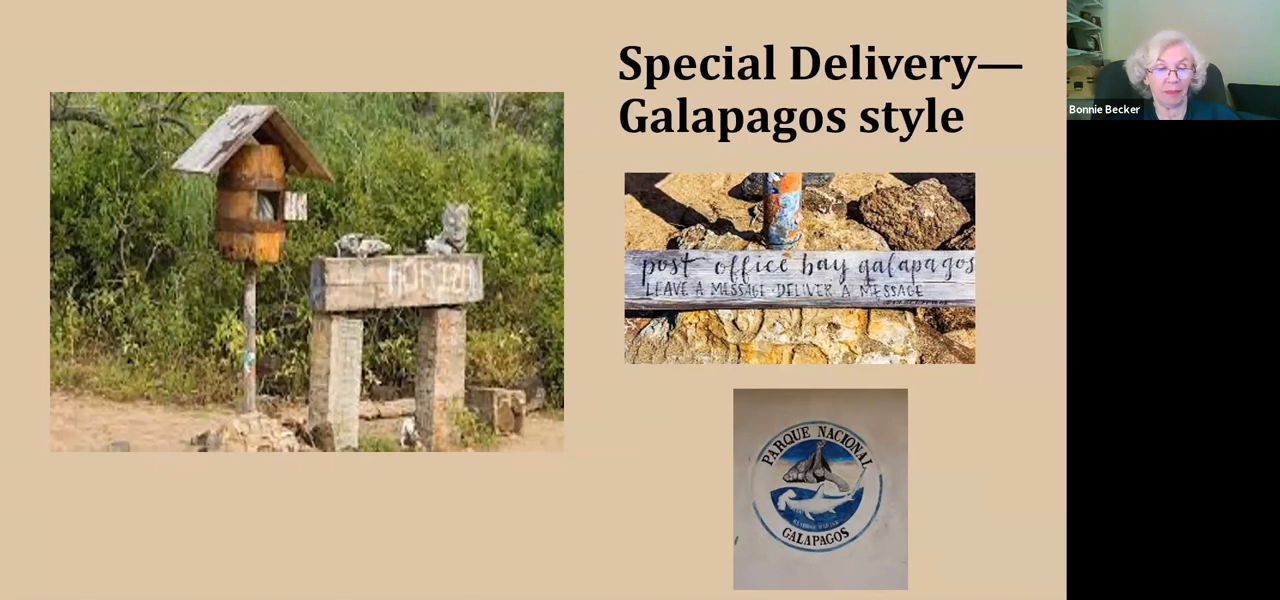 Special Delivery—
Galapagos style
Bonnie Becker
post office bay galapagos
LEAVE A MESSAGE · DELIVER A MESSAGE
PARQUE NACIONAL
GALAPAGOS